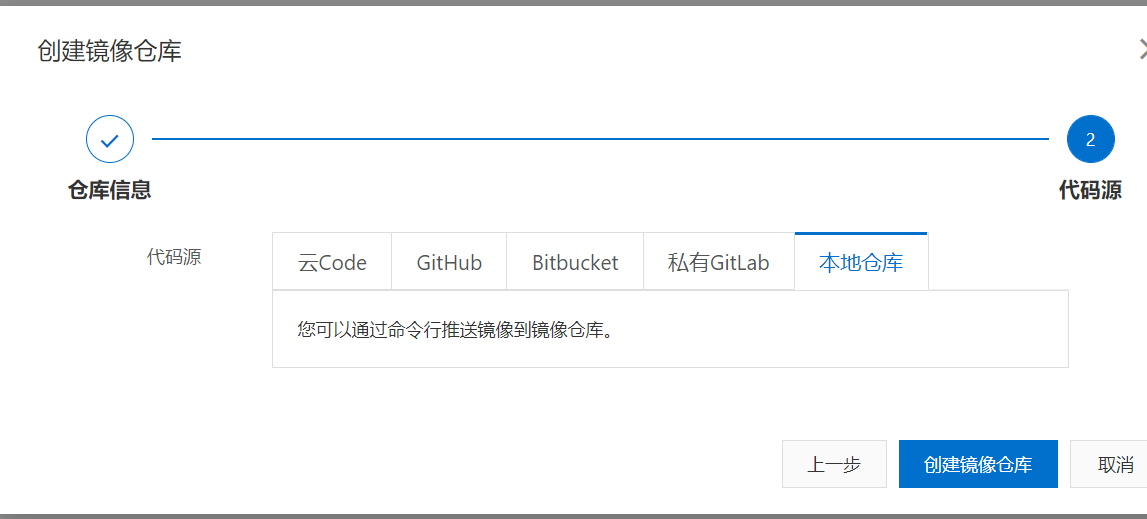 创建镜像仓库
2
仓库信息
代码源
代码源
云Code
GitHub
Bitbucket
私有GitLab
本地仓库
您可以通过命令行推送镜像到镜像仓库。
上一步
创建镜像仓库
取消